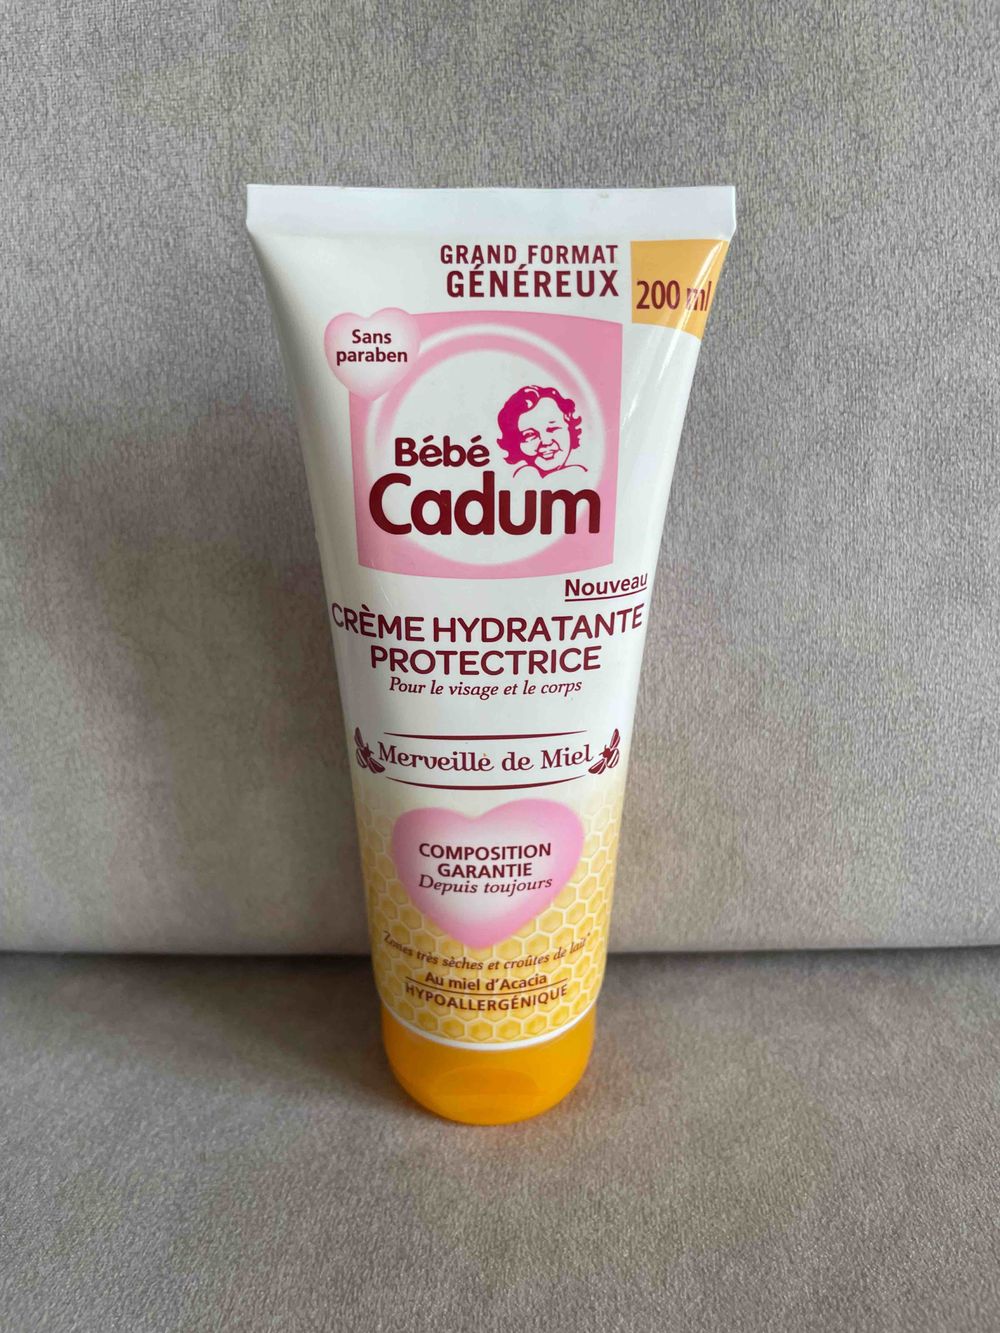 GRAND FORMAT
GÉNÉREUX
200 ml
Sans
paraben
Bébé
Cadum
Nouveau
CRÈME HYDRATANTE
PROTECTRICE
Pour le visage et le corps
Merveille de Miel
COMPOSITION
GARANTIE
Depuis toujours
Zones très sèches et croûtes de lait*
Au miel d'Acacia
HYPOALLERGÉNIQUE